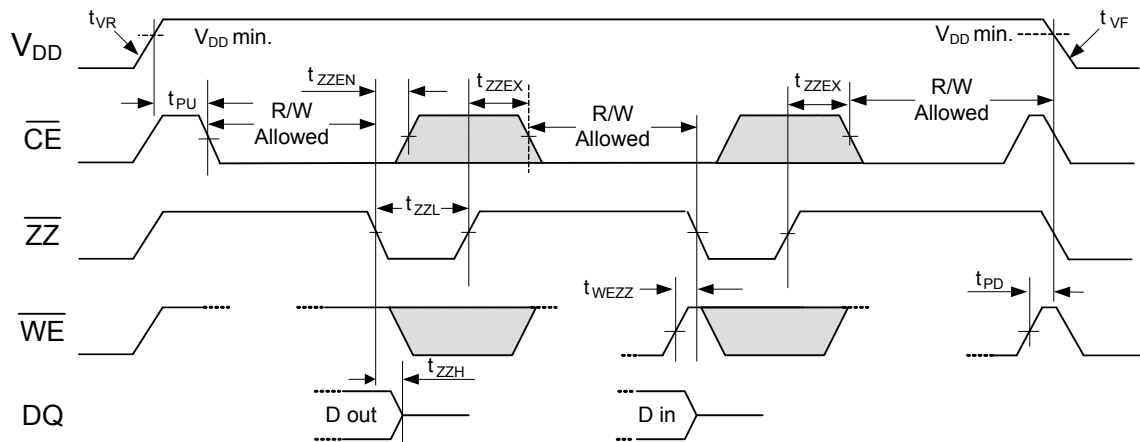 tVR
VDD
VDD min.
VDD min.
tVF
tPU
R/W
Allowed
tZZEN
tZZEX
R/W
Allowed
tZZEX
R/W
Allowed
CE
tZZL
ZZ
tWEZZ
tPD
WE
tZZH
DQ
D out
D in